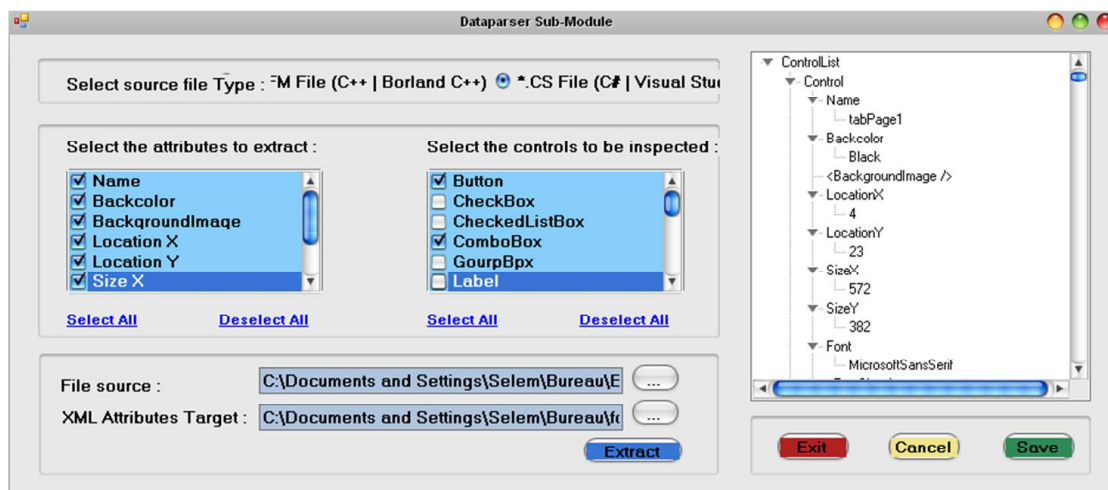 Dataparser Sub-Module
Select source file Type : FM File (C++ | Borland C++) *.CS File (C# | Visual Stu
Select the attributes to extract :
Name
Backcolor
BackgroundImage
Location X
Location Y
Size X
Select All Deselect All
Select the controls to be inspected :
Button
CheckBox
CheckedListBox
ComboBox
GourpBpx
Label
Select All Deselect All
File source : C:\Documents and Settings\Selem\Bureau\E ...
XML Attributes Target : C:\Documents and Settings\Selem\Bureau\fo ...
Extract
ControlList
Control
Name
tabPage1
Backcolor
Black
<BackgroundImage />
LocationX
4
LocationY
23
SizeX
572
SizeY
382
Font
MicrosoftSansSerif
Exit Cancel Save